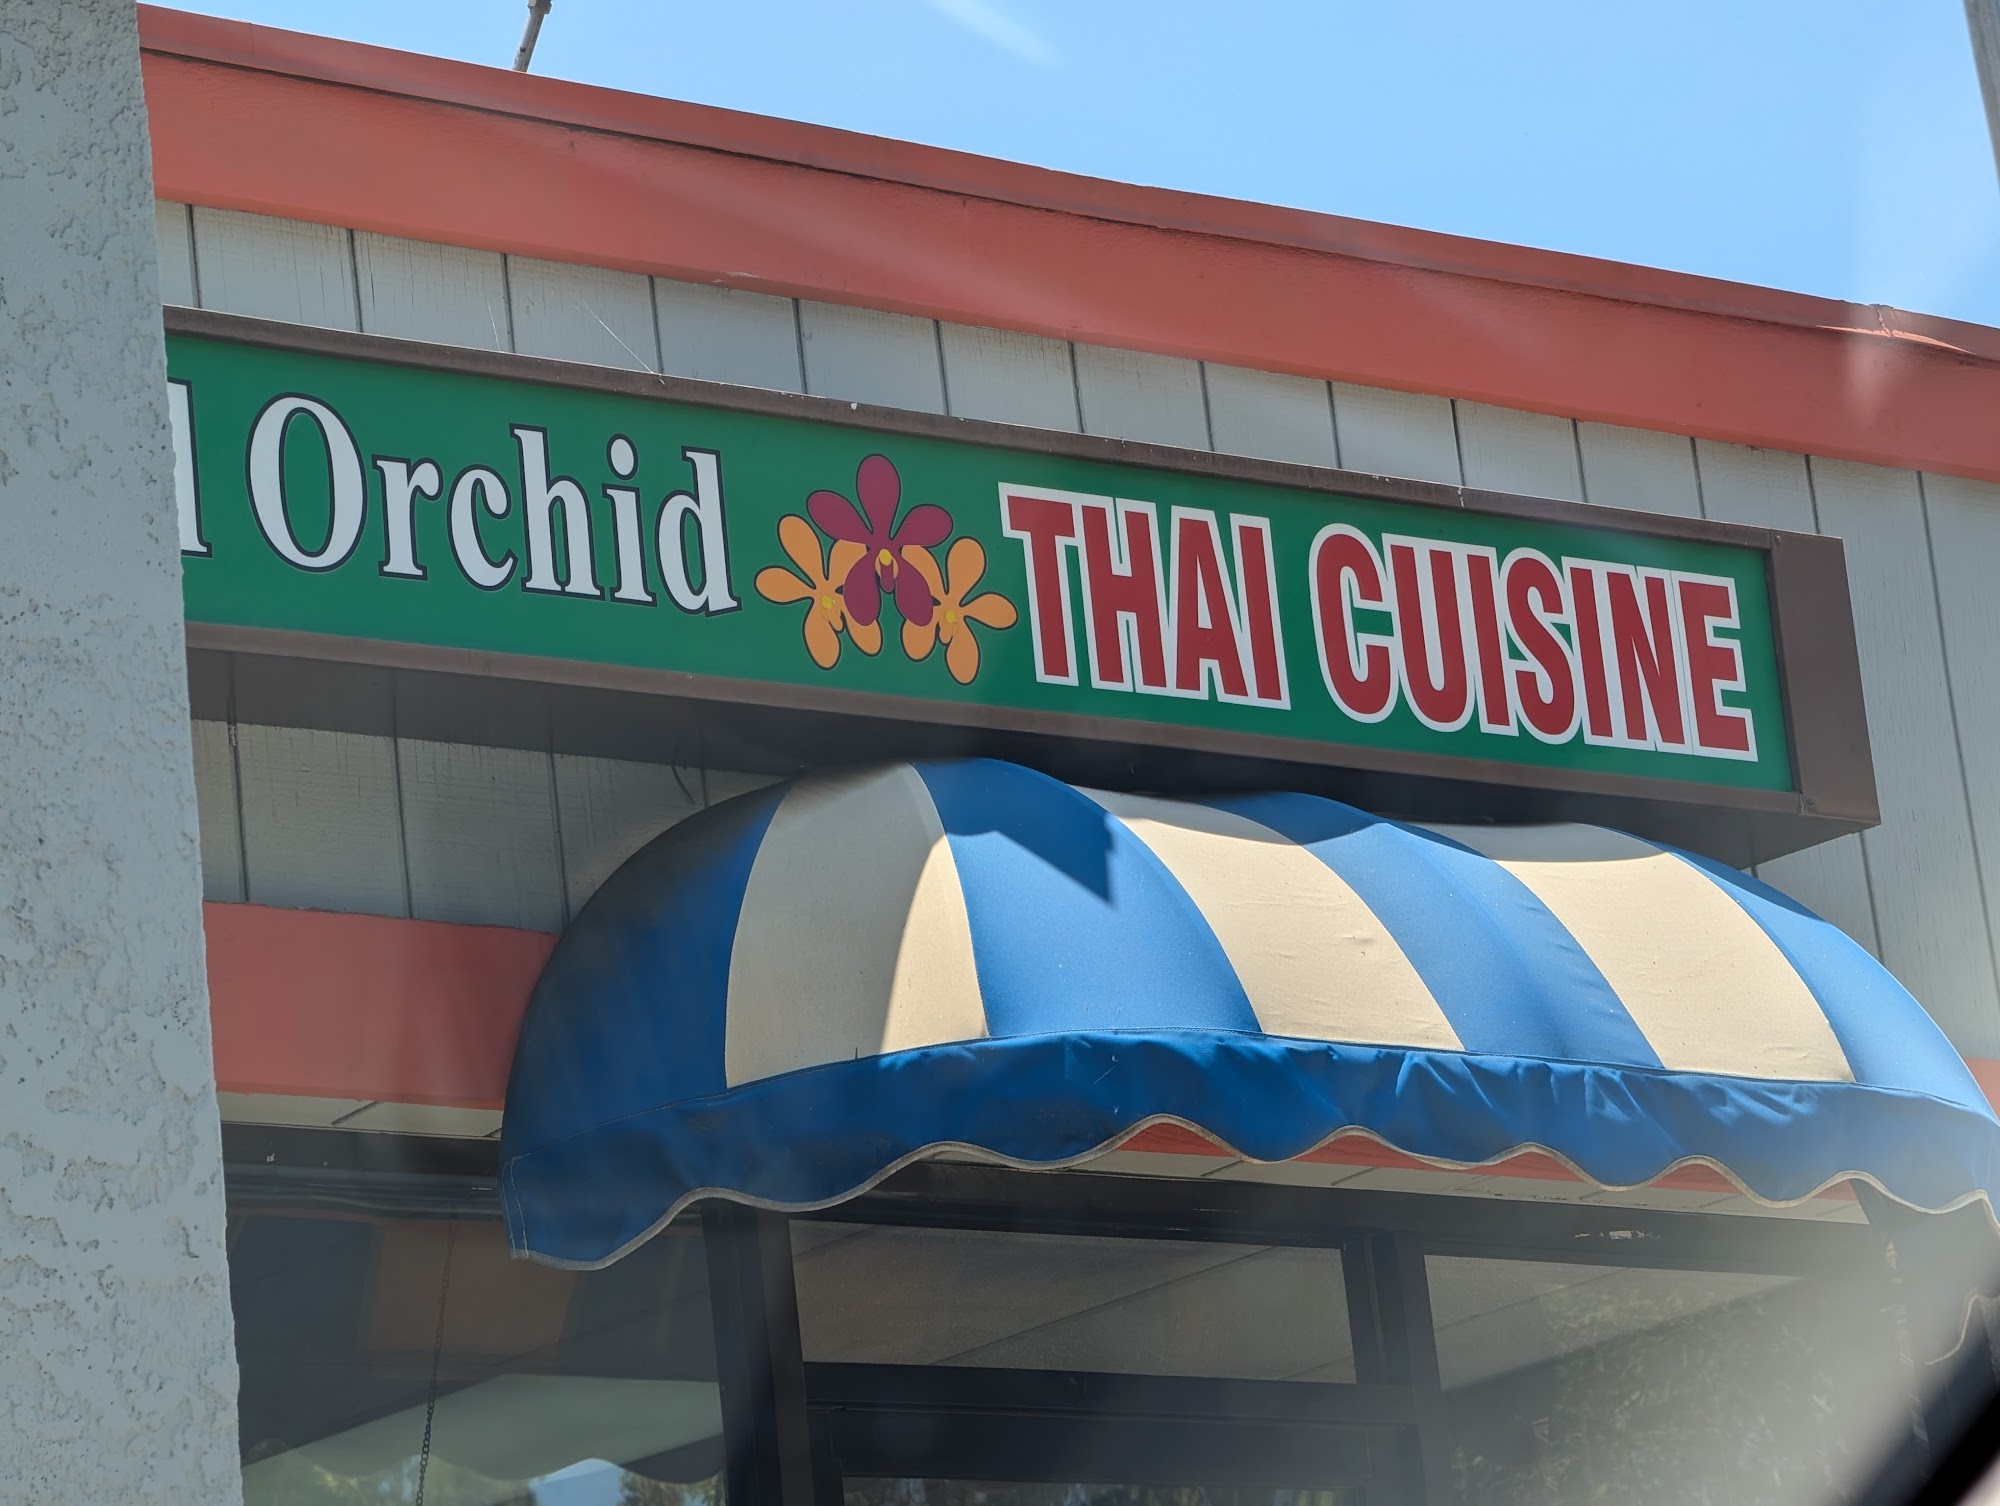 Orchid THAI CUISINE